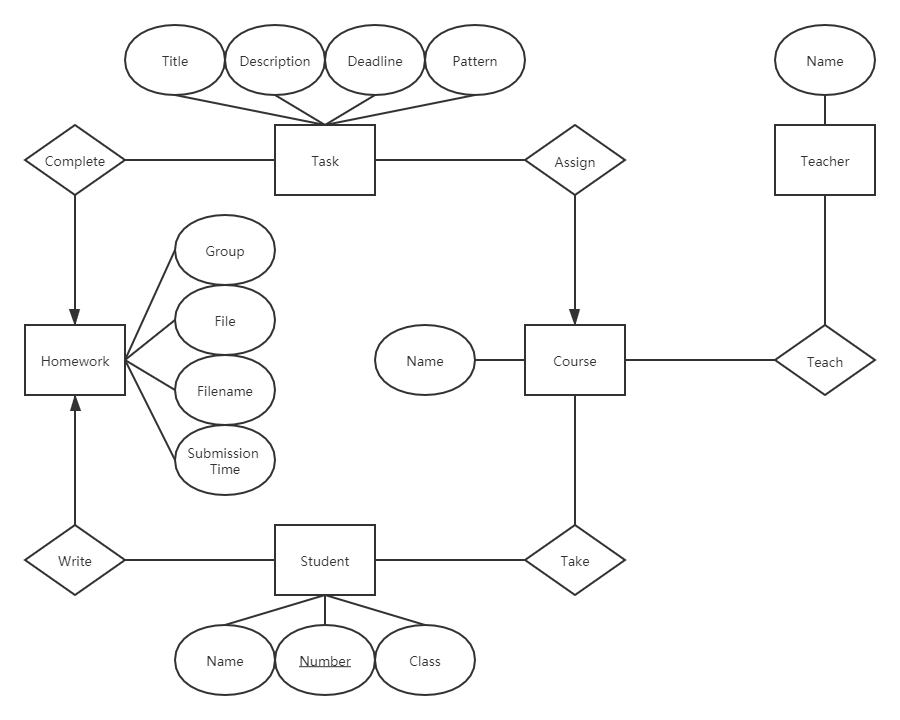 Title
Description
Deadline
Pattern
Name
Complete
Task
Assign
Teacher
Group
File
Homework
Filename
Name
Course
Teach
Submission
Time
Write
Student
Take
Name
Number
Class